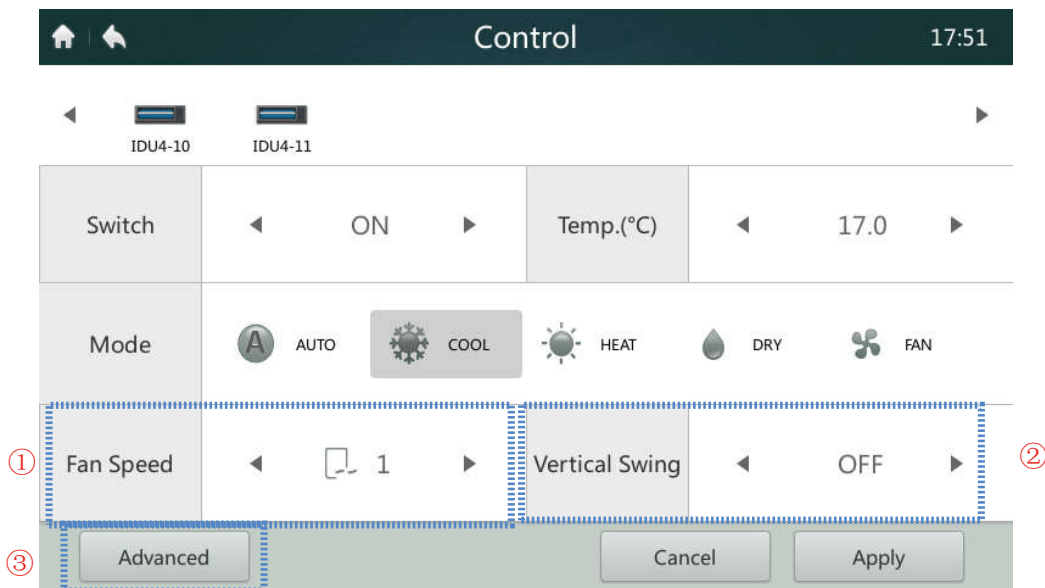 Control 17:51
IDU4-10 IDU4-11
Switch ON Temp.(°C) 17.0
Mode A AUTO COOL HEAT DRY FAN
① Fan Speed 1 Vertical Swing OFF ②
③ Advanced Cancel Apply